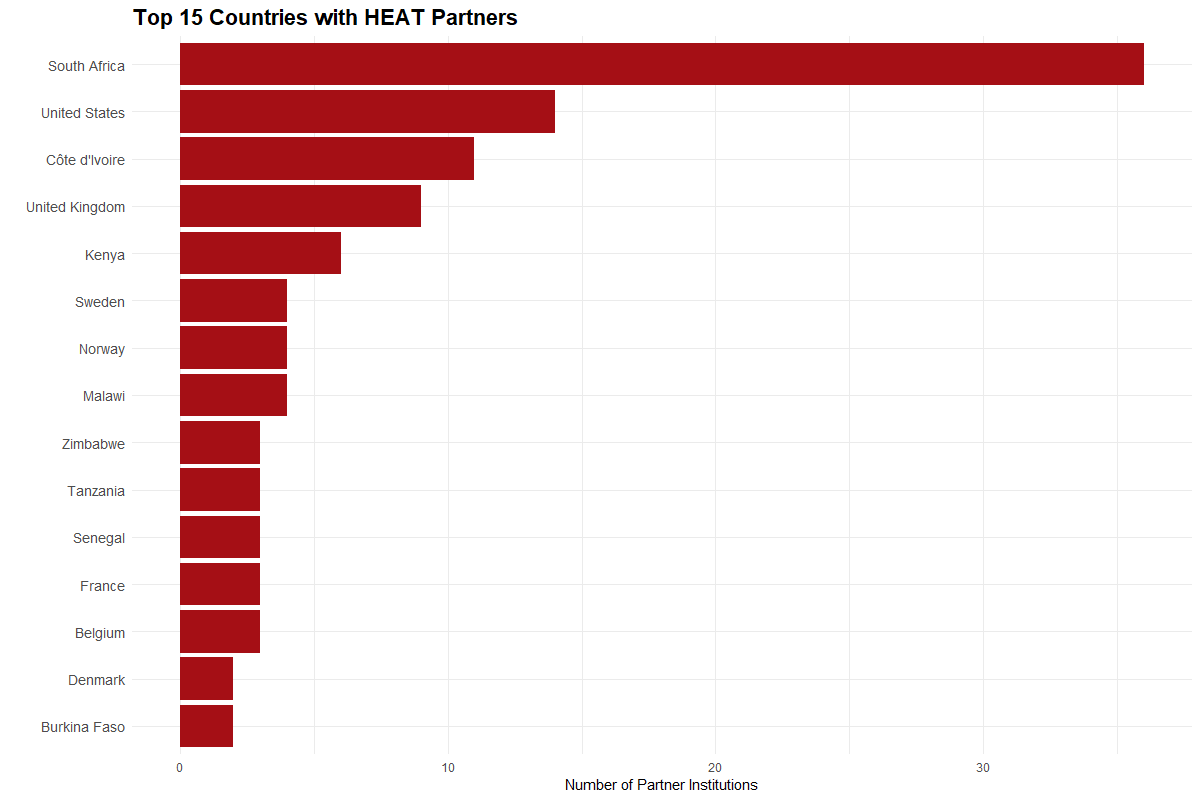 Top 15 Countries with HEAT Partners
South Africa
United States
Côte d'Ivoire
United Kingdom
Kenya
Sweden
Norway
Malawi
Zimbabwe
Tanzania
Senegal
France
Belgium
Denmark
Burkina Faso
0 10 20 30
Number of Partner Institutions